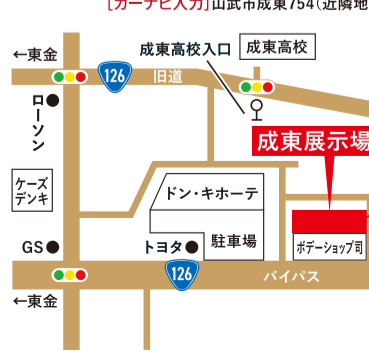 [カーナビ入力]山武市成東754(近隣地
←東金
成東高校入口
成東高校
126
旧道
ローソン
成東展示場
ケーズ
デンキ
ドン・キホーテ
GS
トヨタ
駐車場
ボデーショップ司
126
バイパス
←東金